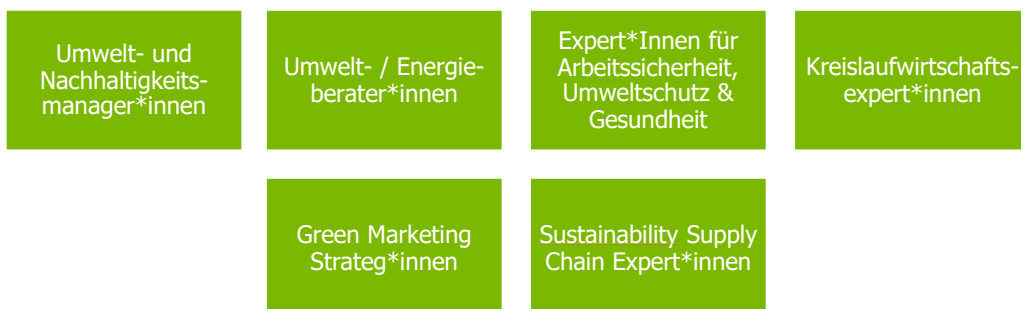 Umwelt- und
Nachhaltigkeits-
manager*innen
Umwelt- / Energie-
berater*innen
Expert*Innen für
Arbeitssicherheit,
Umweltschutz &
Gesundheit
Kreislaufwirtschafts-
expert*innen
Green Marketing
Strateg*innen
Sustainability Supply
Chain Expert*innen